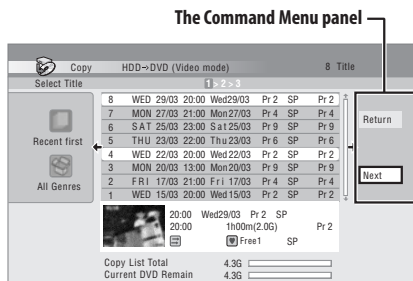 The Command Menu panel
Copy HDD→DVD (Video mode) 8 Title
Select Title 1 > 2 > 3
Recent first
All Genres
8 WED 29/03 20:00 Wed29/03 Pr 2 SP Pr 2
7 MON 27/03 21:00 Mon27/03 Pr 4 SP Pr 4
6 SAT 25/03 23:00 Sat25/03 Pr 9 SP Pr 9
5 THU 23/03 22:00 Thu23/03 Pr 6 SP Pr 6
4 WED 22/03 20:00 Wed22/03 Pr 2 SP Pr 2
3 MON 20/03 13:00 Mon20/03 Pr 9 SP Pr 9
2 FRI 17/03 21:00 Fri 17/03 Pr 4 SP Pr 4
1 WED 15/03 20:00 Wed 15/03 Pr 2 SP Pr 2
Return
Next
20:00 Wed29/03 Pr 2 SP
20:00 1h00m(2.0G) Pr 2
Free1 SP
Copy List Total 4.3G
Current DVD Remain 4.3G